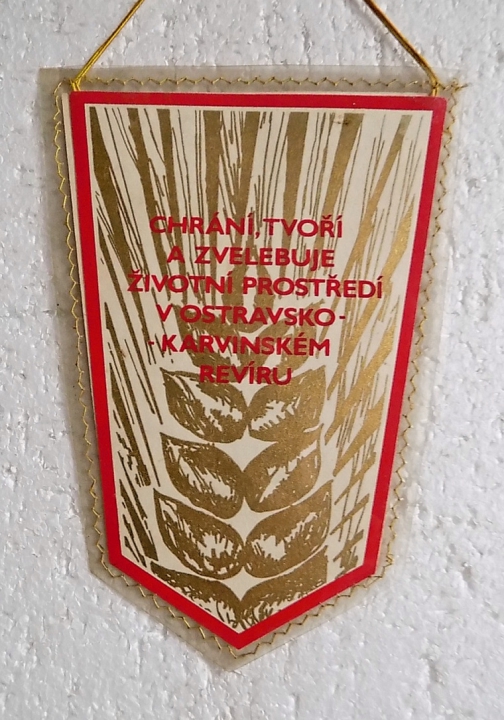 CHRÁNÍ, TVOŘÍ
A ZVELEBUJE
ŽIVOTNÍ PROSTŘEDÍ
V OSTRAVSKO-
-KARVINSKÉM
REVÍRU